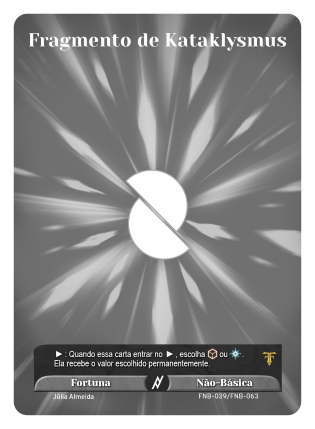 Fragmento de Kataklysmus
: Quando essa carta entrar no , escolha ou .
Ela recebe o valor escolhido permanentemente.
Fortuna
Não-Básica
Júlia Almeida
FNB-039/FNB-063